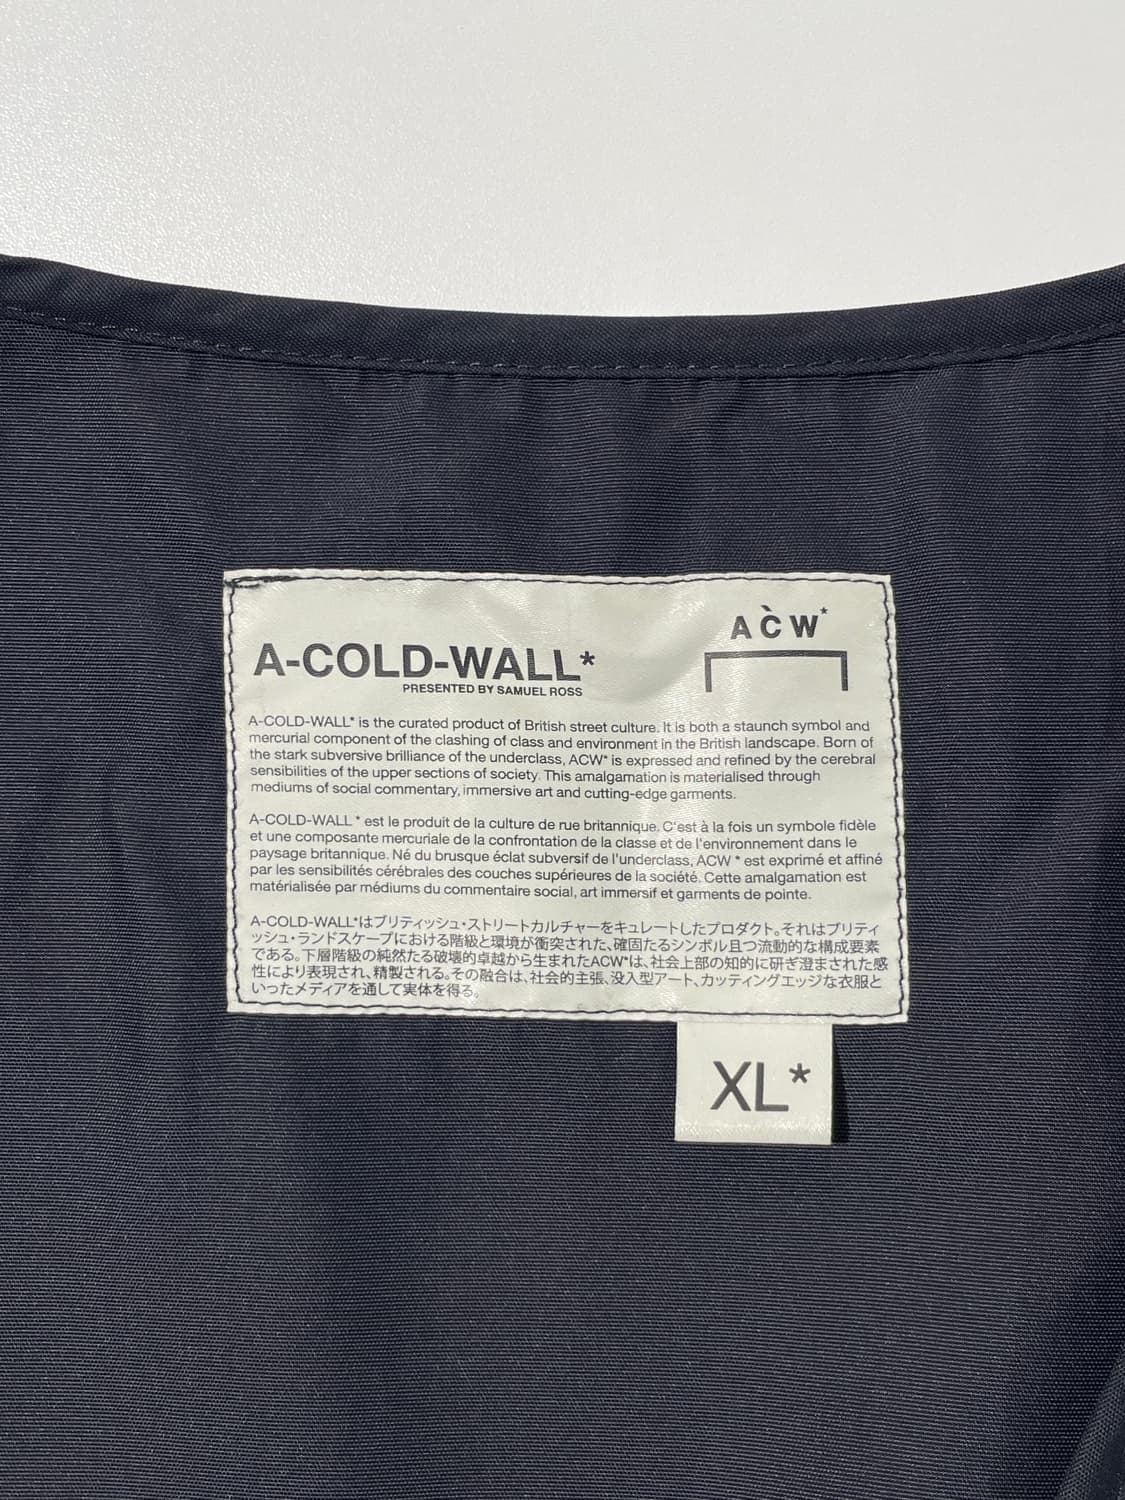 A-COLD-WALL*
PRESENTED BY SAMUEL ROSS
AC̀W*
A-COLD-WALL* is the curated product of British street culture. It is both a staunch symbol and
mercurial component of the clashing of class and environment in the British landscape. Born of
the stark subversive brilliance of the underclass, ACW* is expressed and refined by the cerebral
sensibilities of the upper sections of society. This amalgamation is materialised through
mediums of social commentary, immersive art and cutting-edge garments.
A-COLD-WALL * est le produit de la culture de rue britannique. C'est à la fois un symbole fidèle
et une composante mercuriale de la confrontation de la classe et de l'environnement dans le
paysage britannique. Né du brusque éclat subversif de l'underclass, ACW * est exprimé et affiné
par les sensibilités cérébrales des couches supérieures de la société. Cette amalgamation est
matérialisée par médiums du commentaire social, art immersif et garments de pointe.
A-COLD-WALL*はブリティッシュ・ストリートカルチャーをキュレートしたプロダクト。それはブリティ
ッシュ・ランドスケープにおける階級と環境が衝突された、確固たるシンボル且つ流動的な構成要素
である。下層階級の純然たる破壊的卓越から生まれたACW*は、社会上部の知的に研ぎ澄まされた感
性により表現され、精製される。その融合は、社会的主張、没入型アート、カッティングエッジな衣服と
いったメディアを通して実体を得る。
XL*